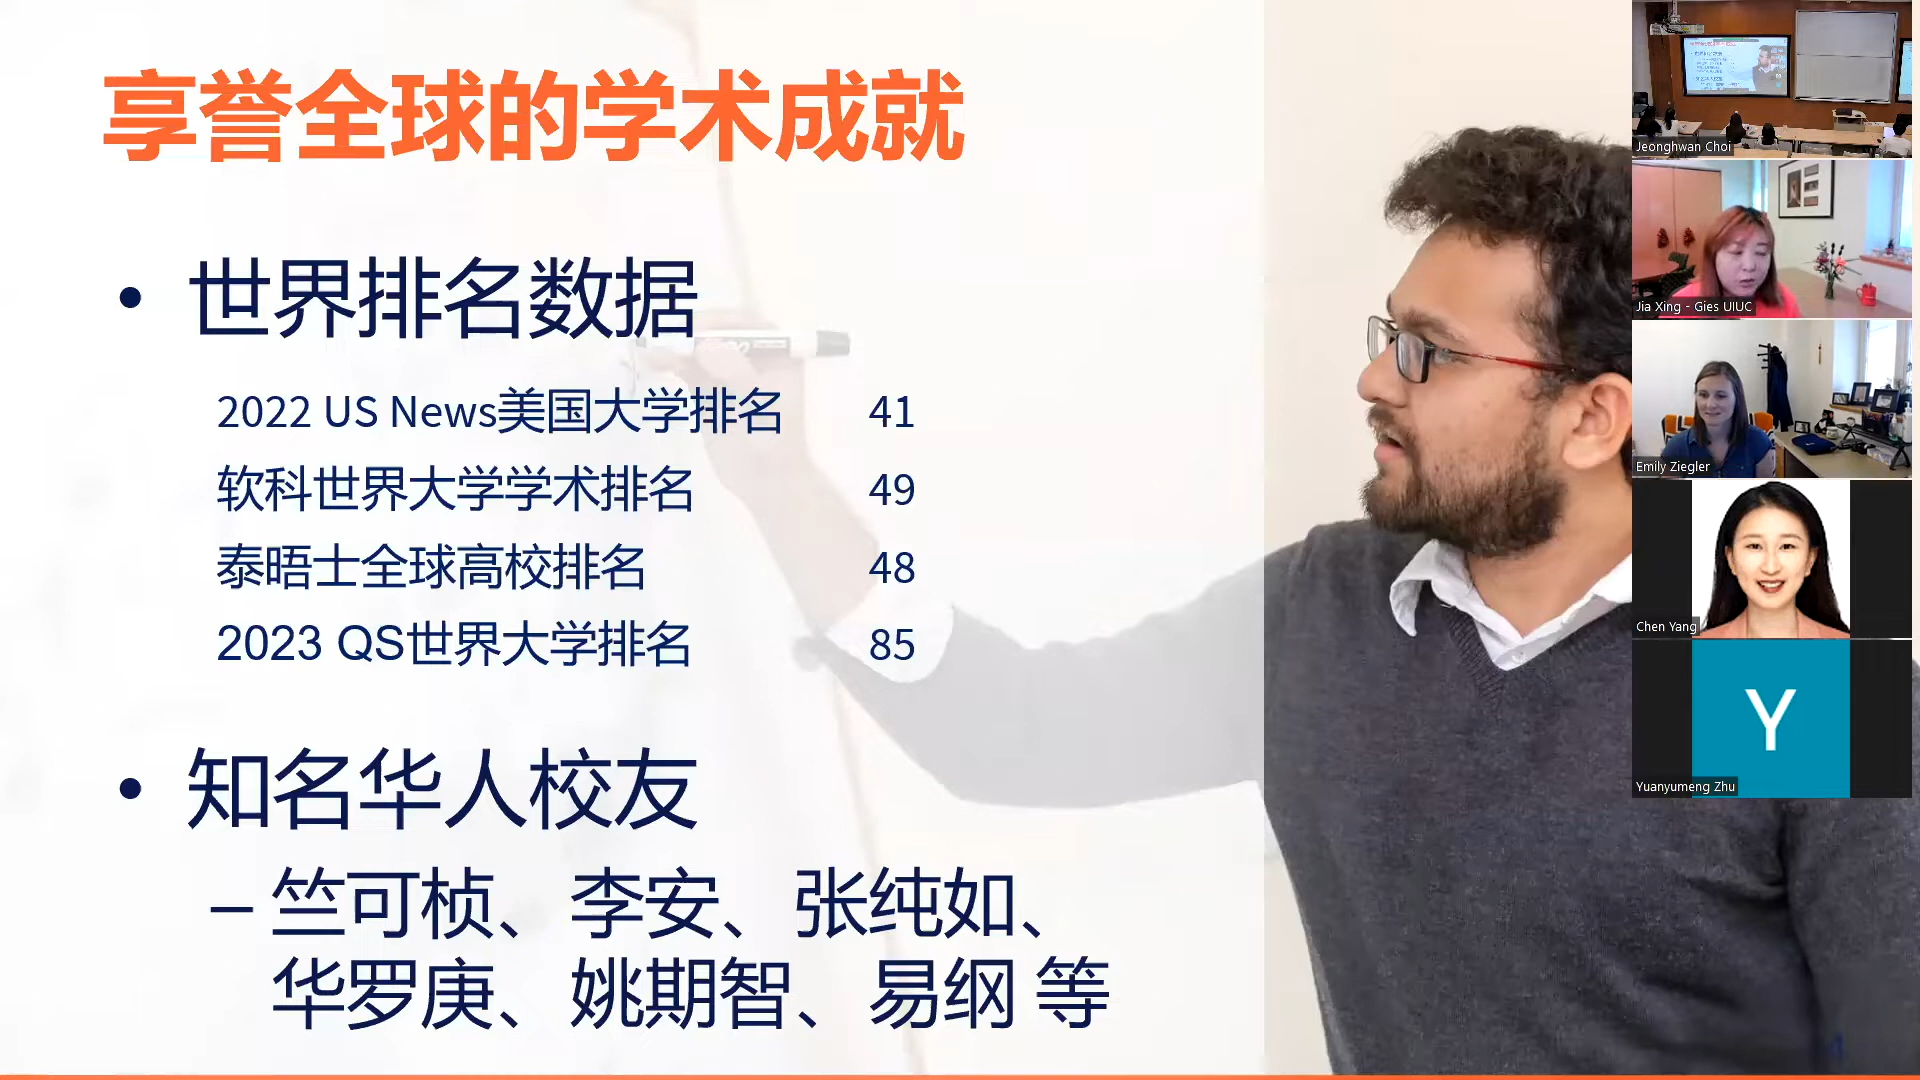 享誉全球的学术成就
• 世界排名数据
2022 US News美国大学排名 41
软科世界大学学术排名 49
泰晤士全球高校排名 48
2023 QS世界大学排名 85
• 知名华人校友
– 竺可桢、李安、张纯如、
华罗庚、姚期智、易纲 等
4
Jeonghwan Choi
Jia Xing - Gies UIUC
Emily Ziegler
Chen Yang
Y
Yuanyumeng Zhu